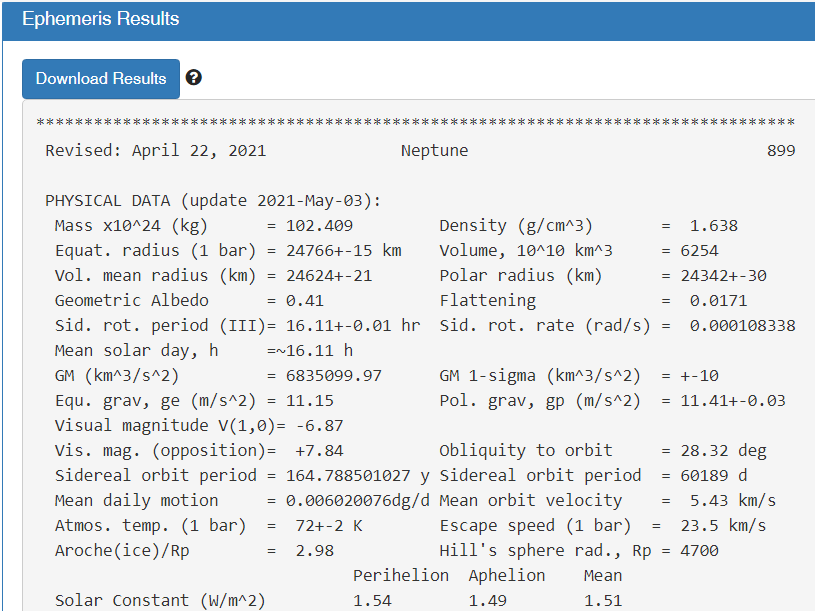 Ephemeris Results
Download Results ?
*******************************************************************************
Revised: April 22, 2021 Neptune 899
PHYSICAL DATA (update 2021-May-03):
Mass x10^24 (kg) = 102.409 Density (g/cm^3) = 1.638
Equat. radius (1 bar) = 24766+-15 km Volume, 10^10 km^3 = 6254
Vol. mean radius (km) = 24624+-21 Polar radius (km) = 24342+-30
Geometric Albedo = 0.41 Flattening = 0.0171
Sid. rot. period (III)= 16.11+-0.01 hr Sid. rot. rate (rad/s) = 0.000108338
Mean solar day, h =~16.11 h
GM (km^3/s^2) = 6835099.97 GM 1-sigma (km^3/s^2) = +-10
Equ. grav, ge (m/s^2) = 11.15 Pol. grav, gp (m/s^2) = 11.41+-0.03
Visual magnitude V(1,0)= -6.87
Vis. mag. (opposition)= +7.84 Obliquity to orbit = 28.32 deg
Sidereal orbit period = 164.788501027 y Sidereal orbit period = 60189 d
Mean daily motion = 0.006020076dg/d Mean orbit velocity = 5.43 km/s
Atmos. temp. (1 bar) = 72+-2 K Escape speed (1 bar) = 23.5 km/s
Aroche(ice)/Rp = 2.98 Hill's sphere rad., Rp = 4700
Perihelion Aphelion Mean
Solar Constant (W/m^2) 1.54 1.49 1.51